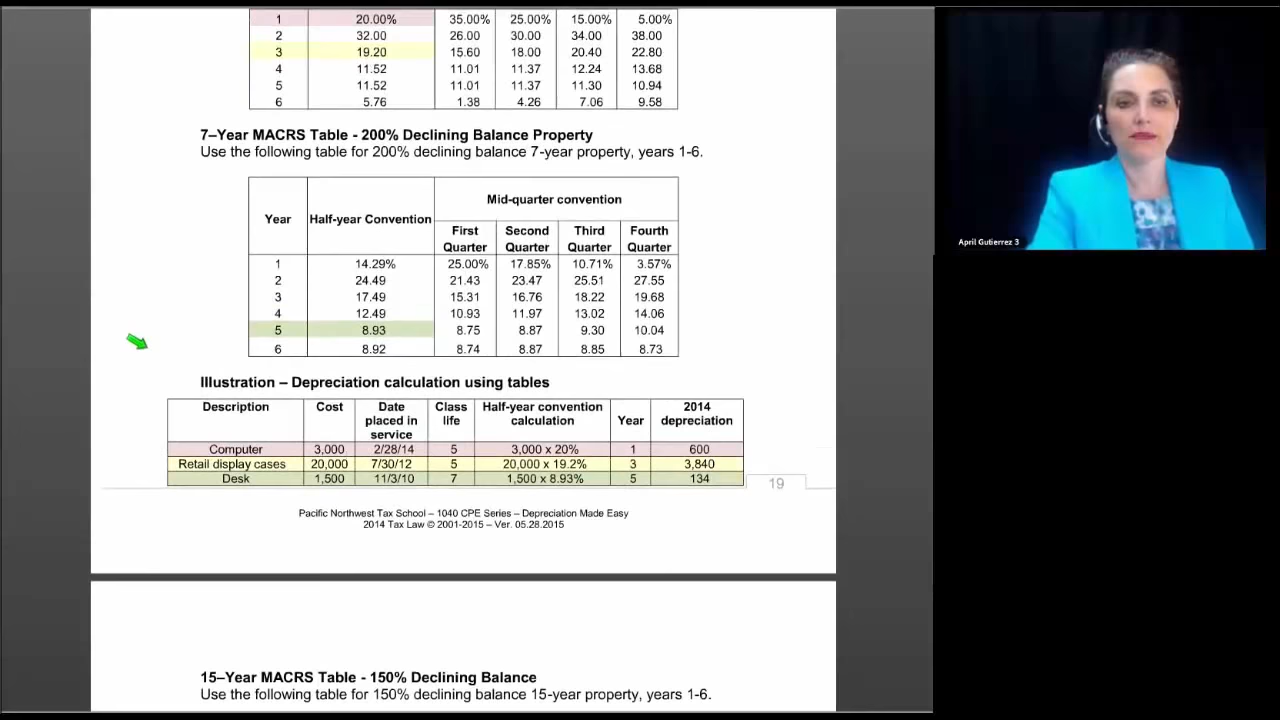 1 20.00% 35.00% 25.00% 15.00% 5.00%
2 32.00 26.00 30.00 34.00 38.00
3 19.20 15.60 18.00 20.40 22.80
4 11.52 11.01 11.37 12.24 13.68
5 11.52 11.01 11.37 11.30 10.94
6 5.76 1.38 4.26 7.06 9.58
7–Year MACRS Table - 200% Declining Balance Property
Use the following table for 200% declining balance 7-year property, years 1-6.
Year Half-year Convention Mid-quarter convention
First Second Third Fourth
Quarter Quarter Quarter Quarter
1 14.29% 25.00% 17.85% 10.71% 3.57%
2 24.49 21.43 23.47 25.51 27.55
3 17.49 15.31 16.76 18.22 19.68
4 12.49 10.93 11.97 13.02 14.06
5 8.93 8.75 8.87 9.30 10.04
6 8.92 8.74 8.87 8.85 8.73
Illustration – Depreciation calculation using tables
Description Cost Date Class Half-year convention Year 2014
placed in life calculation depreciation
service
Computer 3,000 2/28/14 5 3,000 x 20% 1 600
Retail display cases 20,000 7/30/12 5 20,000 x 19.2% 3 3,840
Desk 1,500 11/3/10 7 1,500 x 8.93% 5 134
19
Pacific Northwest Tax School – 1040 CPE Series – Depreciation Made Easy
2014 Tax Law © 2001-2015 – Ver. 05.28.2015
15–Year MACRS Table - 150% Declining Balance
Use the following table for 150% declining balance 15-year property, years 1-6.
April Gutierrez 3